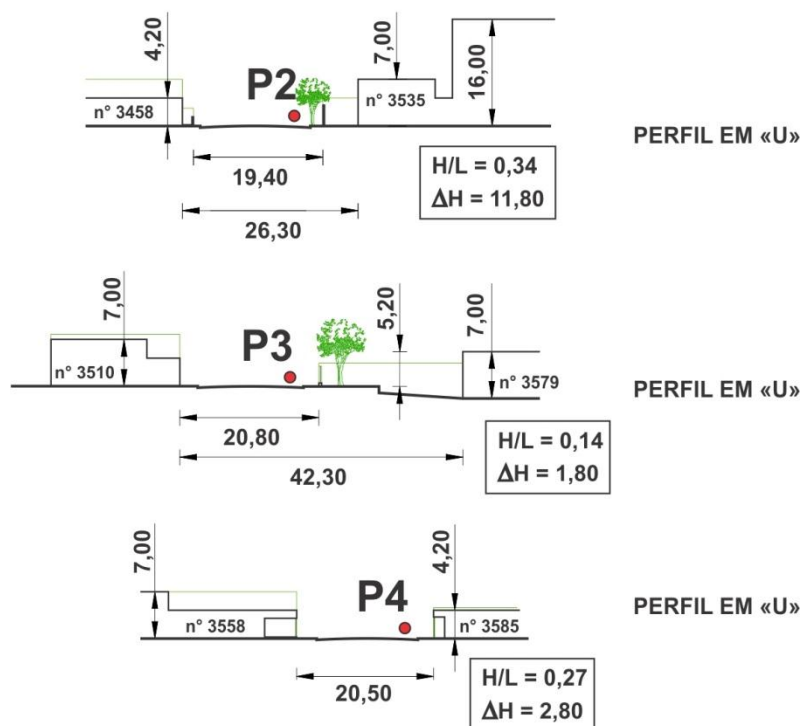 4,20
7,00
16,00
P2
n° 3458
n° 3535
PERFIL EM «U»
19,40
H/L = 0,34
ΔH = 11,80
26,30
7,00
5,20
7,00
P3
n° 3510
n° 3579
PERFIL EM «U»
20,80
H/L = 0,14
ΔH = 1,80
42,30
7,00
4,20
P4
n° 3558
n° 3585
PERFIL EM «U»
20,50
H/L = 0,27
ΔH = 2,80